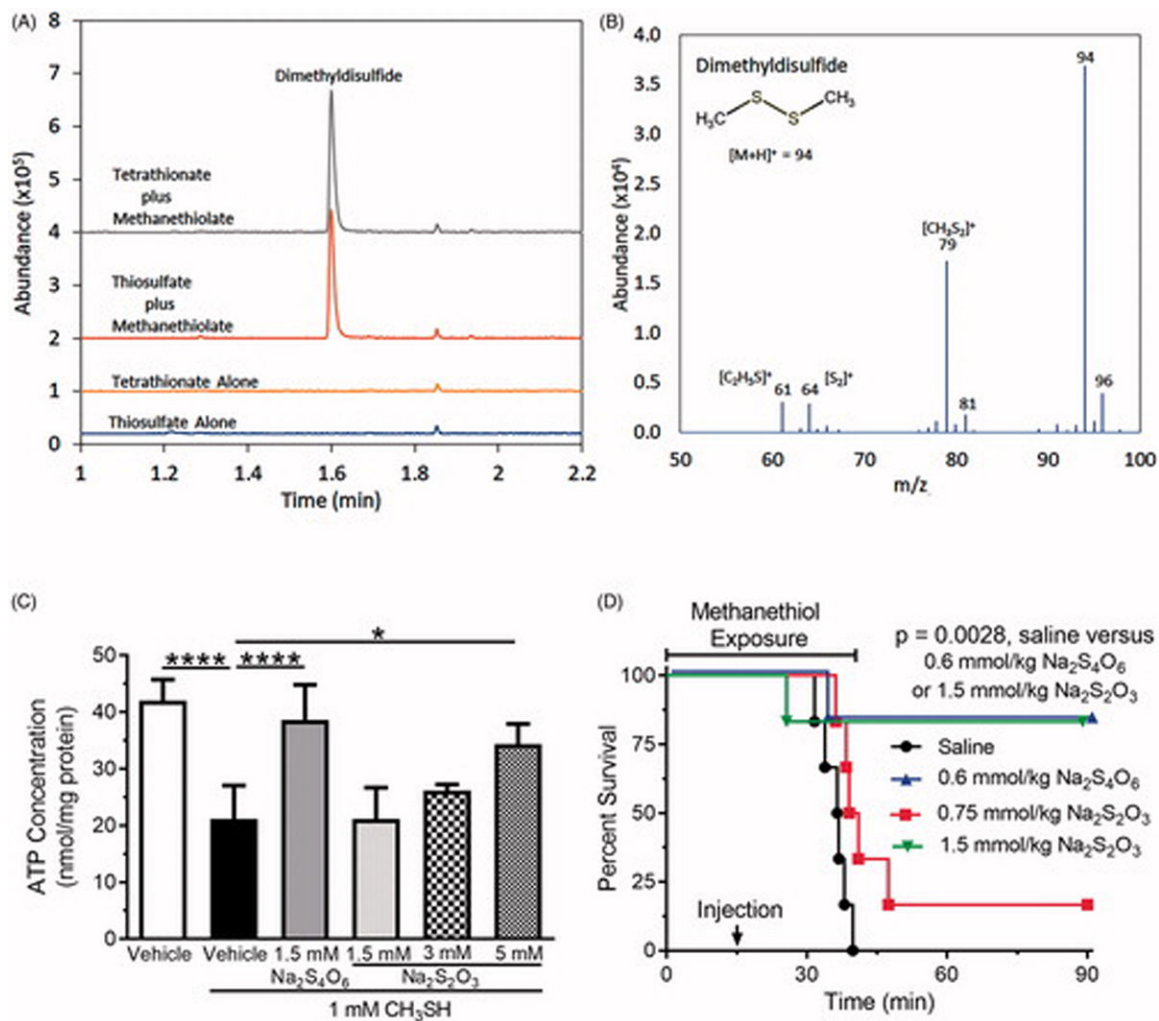 (A)
8
7
6
5
4
3
2
1
0
Abundance (x10⁵)
Dimethyldisulfide
Tetrathionate
plus
Methanethiolate
Thiosulfate
plus
Methanethiolate
Tetrathionate Alone
Thiosulfate Alone
1 1.2 1.4 1.6 1.8 2 2.2
Time (min)
(B)
4.0
3.5
3.0
2.5
2.0
1.5
1.0
0.5
0.0
Abundance (x10⁴)
Dimethyldisulfide
H₃C S S CH₃
[M+H]⁺ = 94
94
[CH₃S₂]⁺
79
[C₂H₅S]⁺ 61 64 [S₂]⁺
81
96
50 60 70 80 90 100
m/z
(C)
50
40
30
20
10
0
ATP Concentration
(nmol/mg protein)
*
**** ****
Vehicle Vehicle 1.5 mM 1.5 mM 3 mM 5 mM
Na₂S₄O₆ Na₂S₂O₃
1 mM CH₃SH
(D)
Methanethiol
Exposure
p = 0.0028, saline versus
0.6 mmol/kg Na₂S₄O₆
or 1.5 mmol/kg Na₂S₂O₃
100
75
50
25
0
Percent Survival
Saline
0.6 mmol/kg Na₂S₄O₆
0.75 mmol/kg Na₂S₂O₃
1.5 mmol/kg Na₂S₂O₃
Injection
0 30 60 90
Time (min)